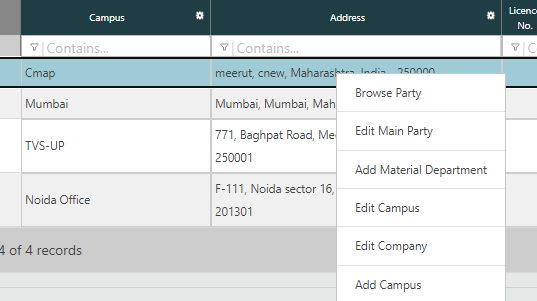 Campus
Address
Licence No.
Contains...
Contains...
Cmap
meerut, cnew, Maharashtra, India - 250000
Mumbai
Mumbai, Mumbai, Mah
TVS-UP
771, Baghpat Road, Mee
250001
Noida Office
F-111, Noida sector 16,
201301
4 of 4 records
Browse Party
Edit Main Party
Add Material Department
Edit Campus
Edit Company
Add Campus